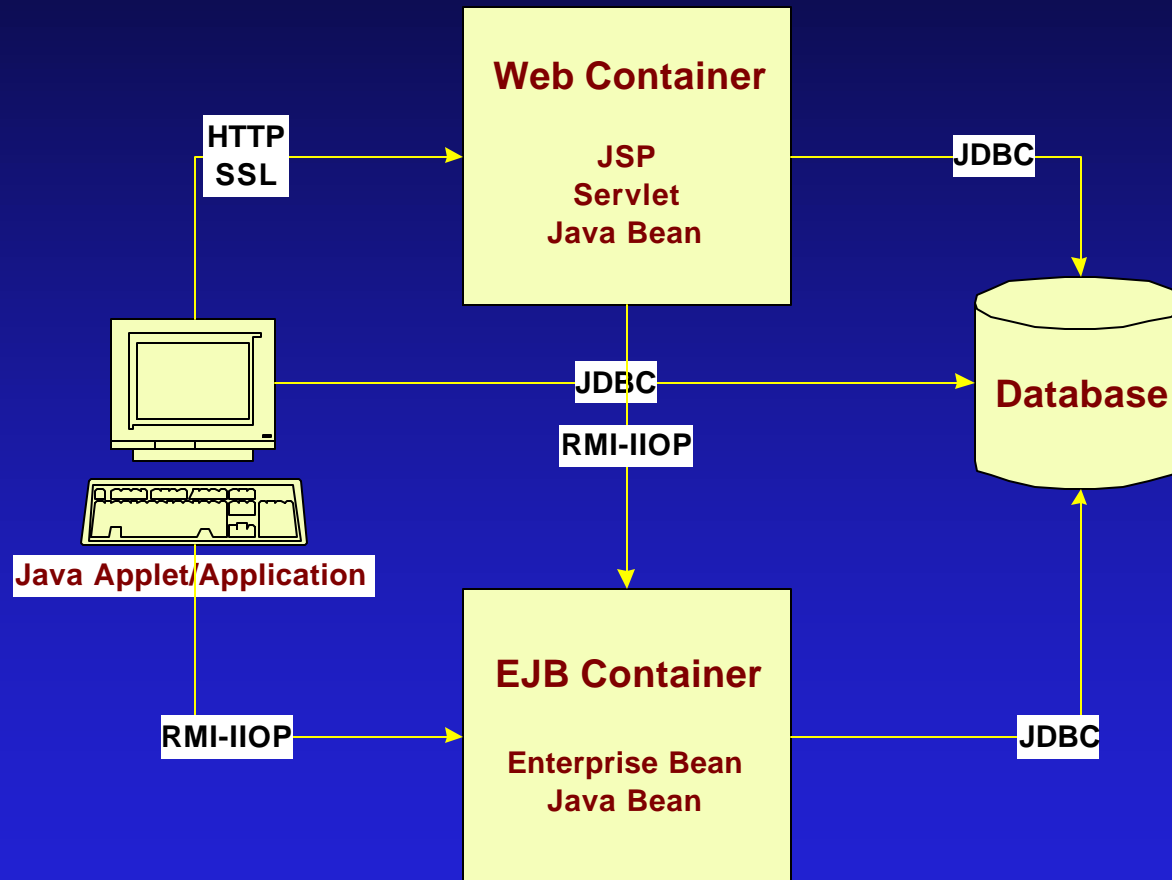 Web Container
JSP
Servlet
Java Bean
HTTP
SSL
JDBC
JDBC
Database
RMI-IIOP
Java Applet/Application
EJB Container
Enterprise Bean
Java Bean
RMI-IIOP
JDBC